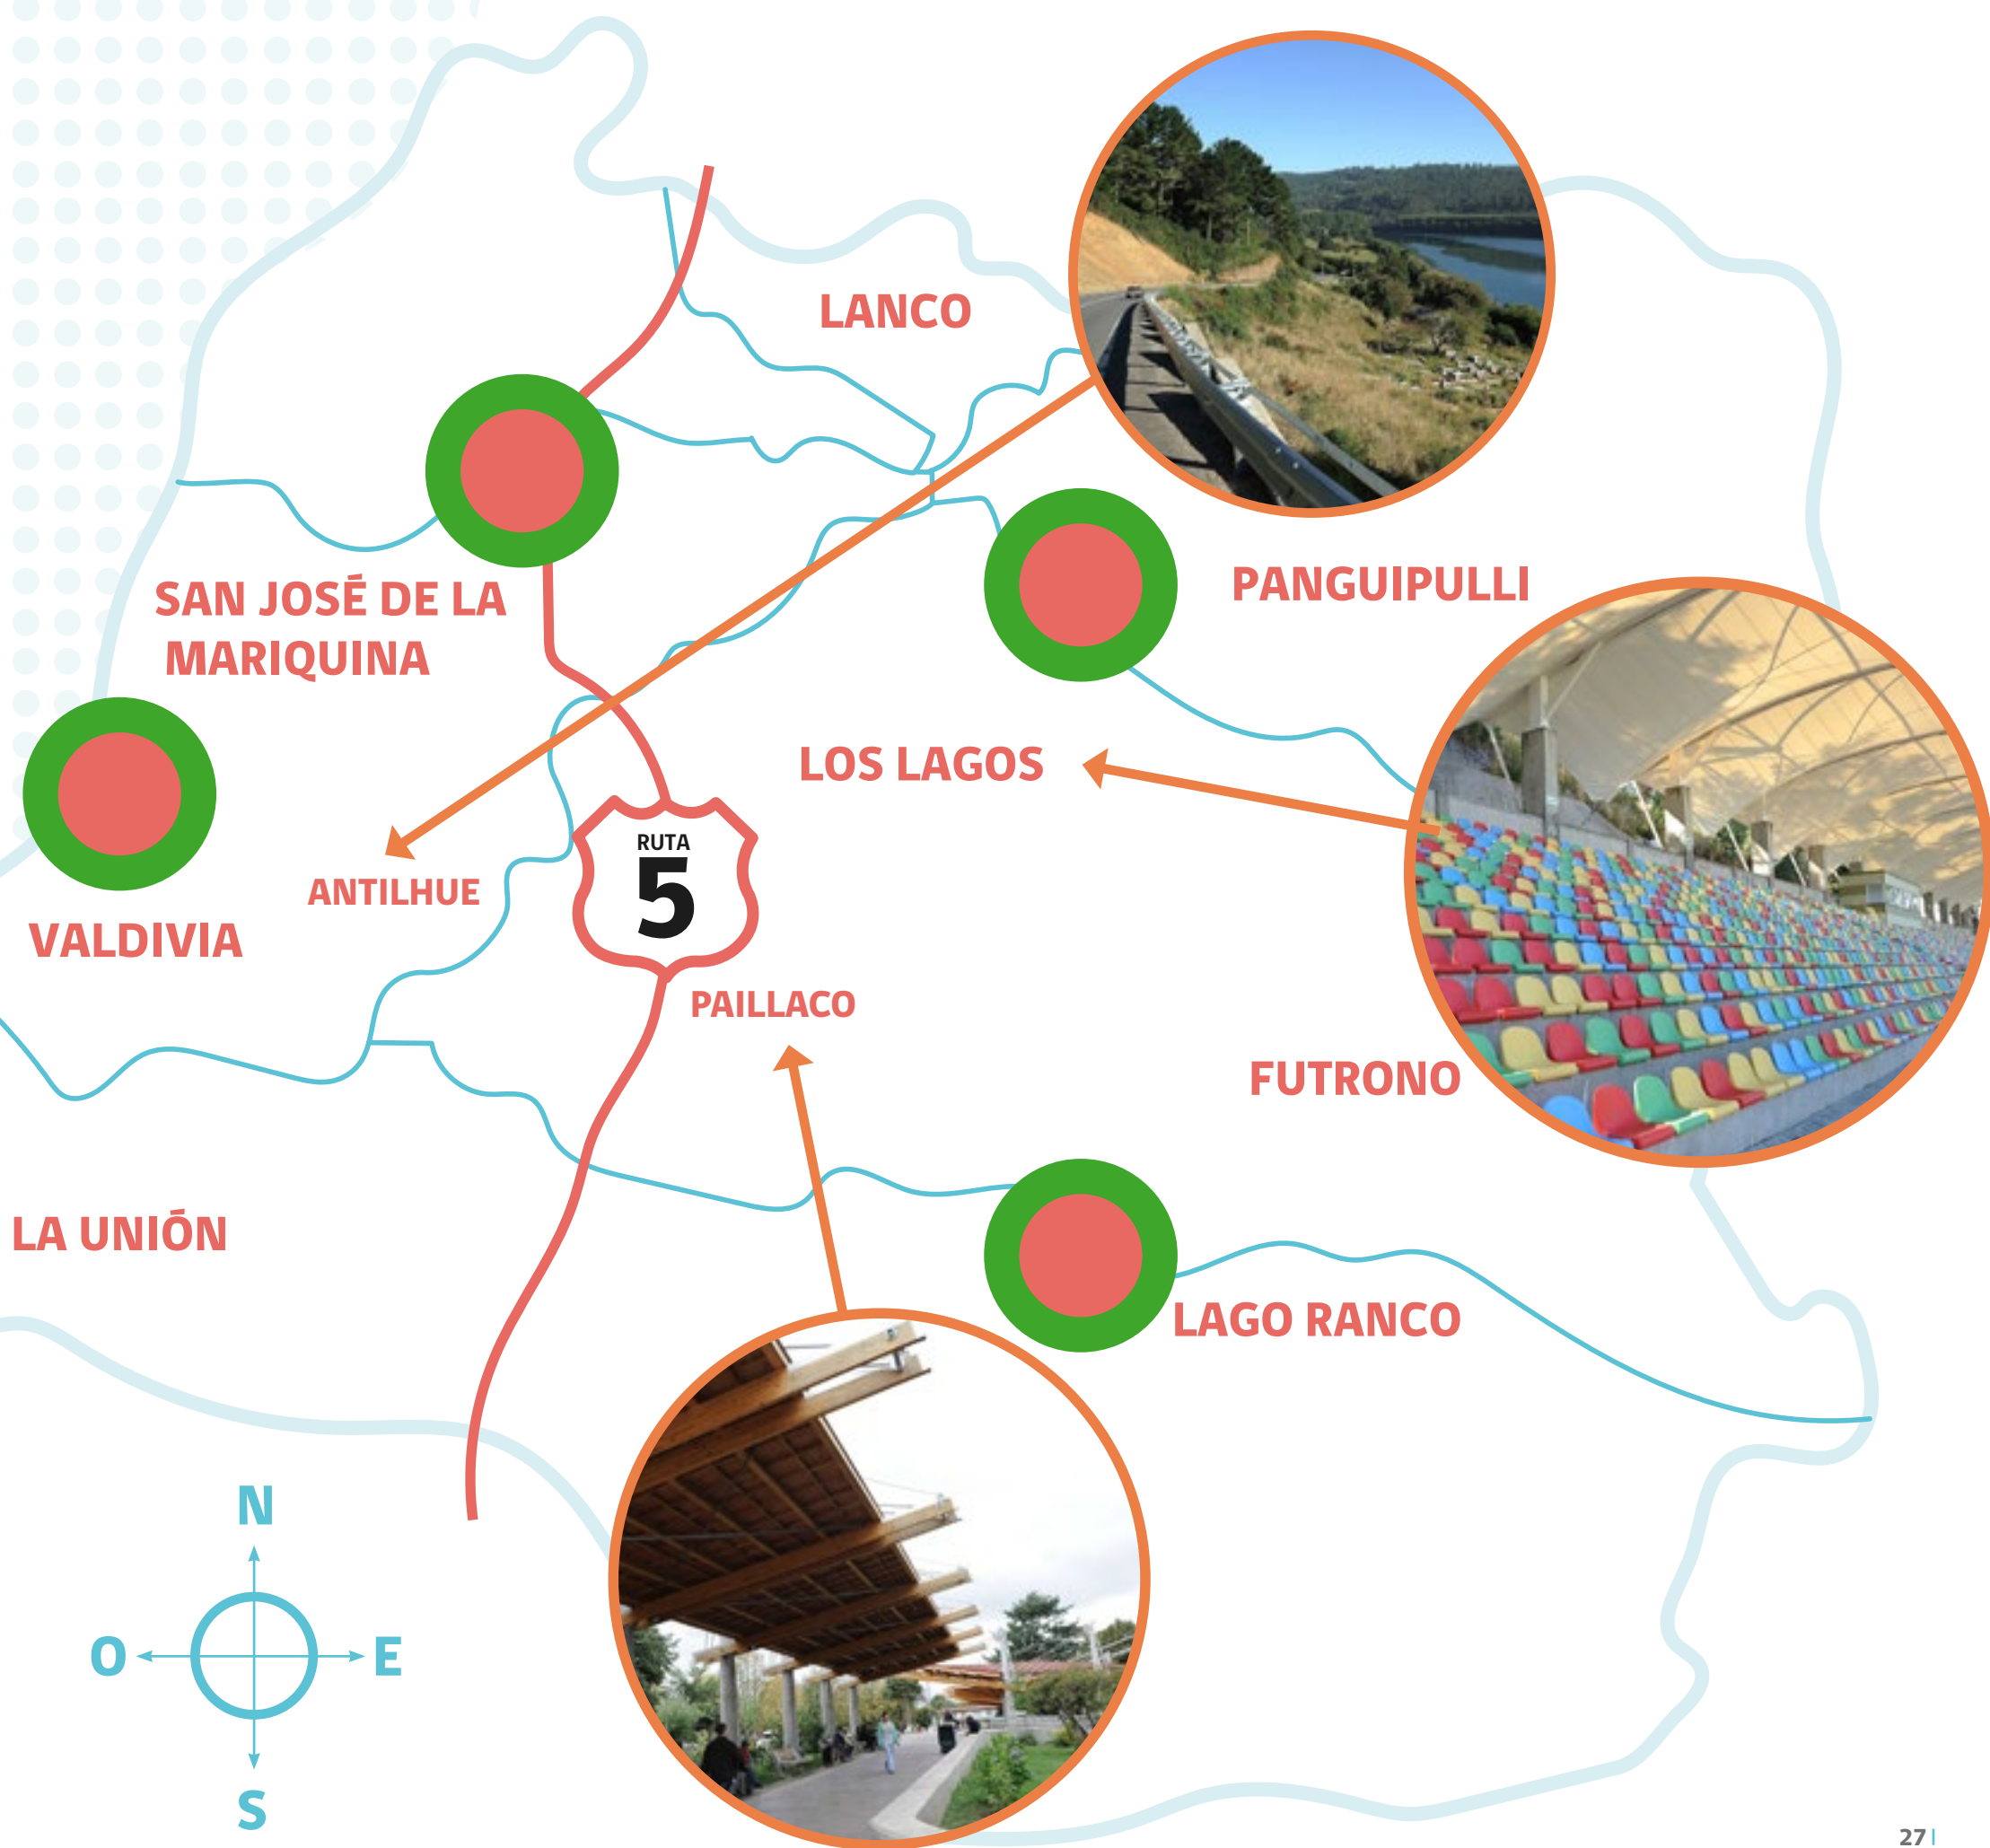 LANCO
SAN JOSÉ DE LA
MARIQUINA
PANGUIPULLI
LOS LAGOS
RUTA
5
ANTILHUE
VALDIVIA
PAILLACO
FUTRONO
LA UNIÓN
LAGO RANCO
N
O
E
S
27